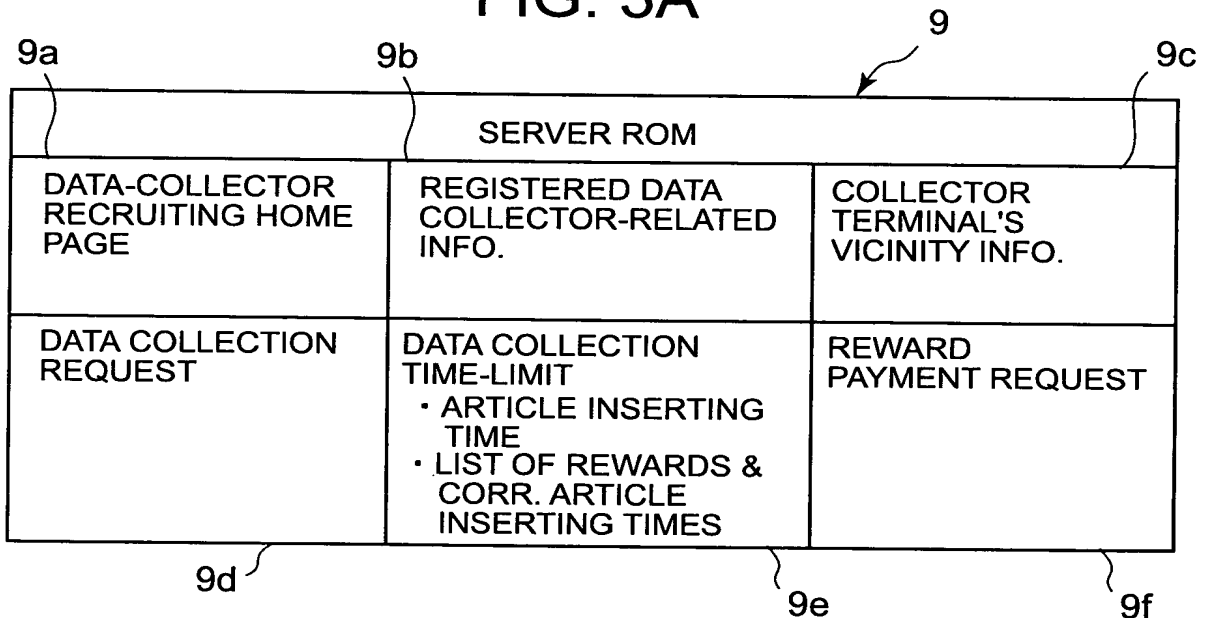 FIG. 3A
9
9a
9b
9c
SERVER ROM
DATA-COLLECTOR
RECRUITING HOME
PAGE
REGISTERED DATA
COLLECTOR-RELATED
INFO.
COLLECTOR
TERMINAL'S
VICINITY INFO.
DATA COLLECTION
REQUEST
DATA COLLECTION
TIME-LIMIT
・ARTICLE INSERTING
TIME
・LIST OF REWARDS &
CORR. ARTICLE
INSERTING TIMES
REWARD
PAYMENT REQUEST
9d
9e
9f